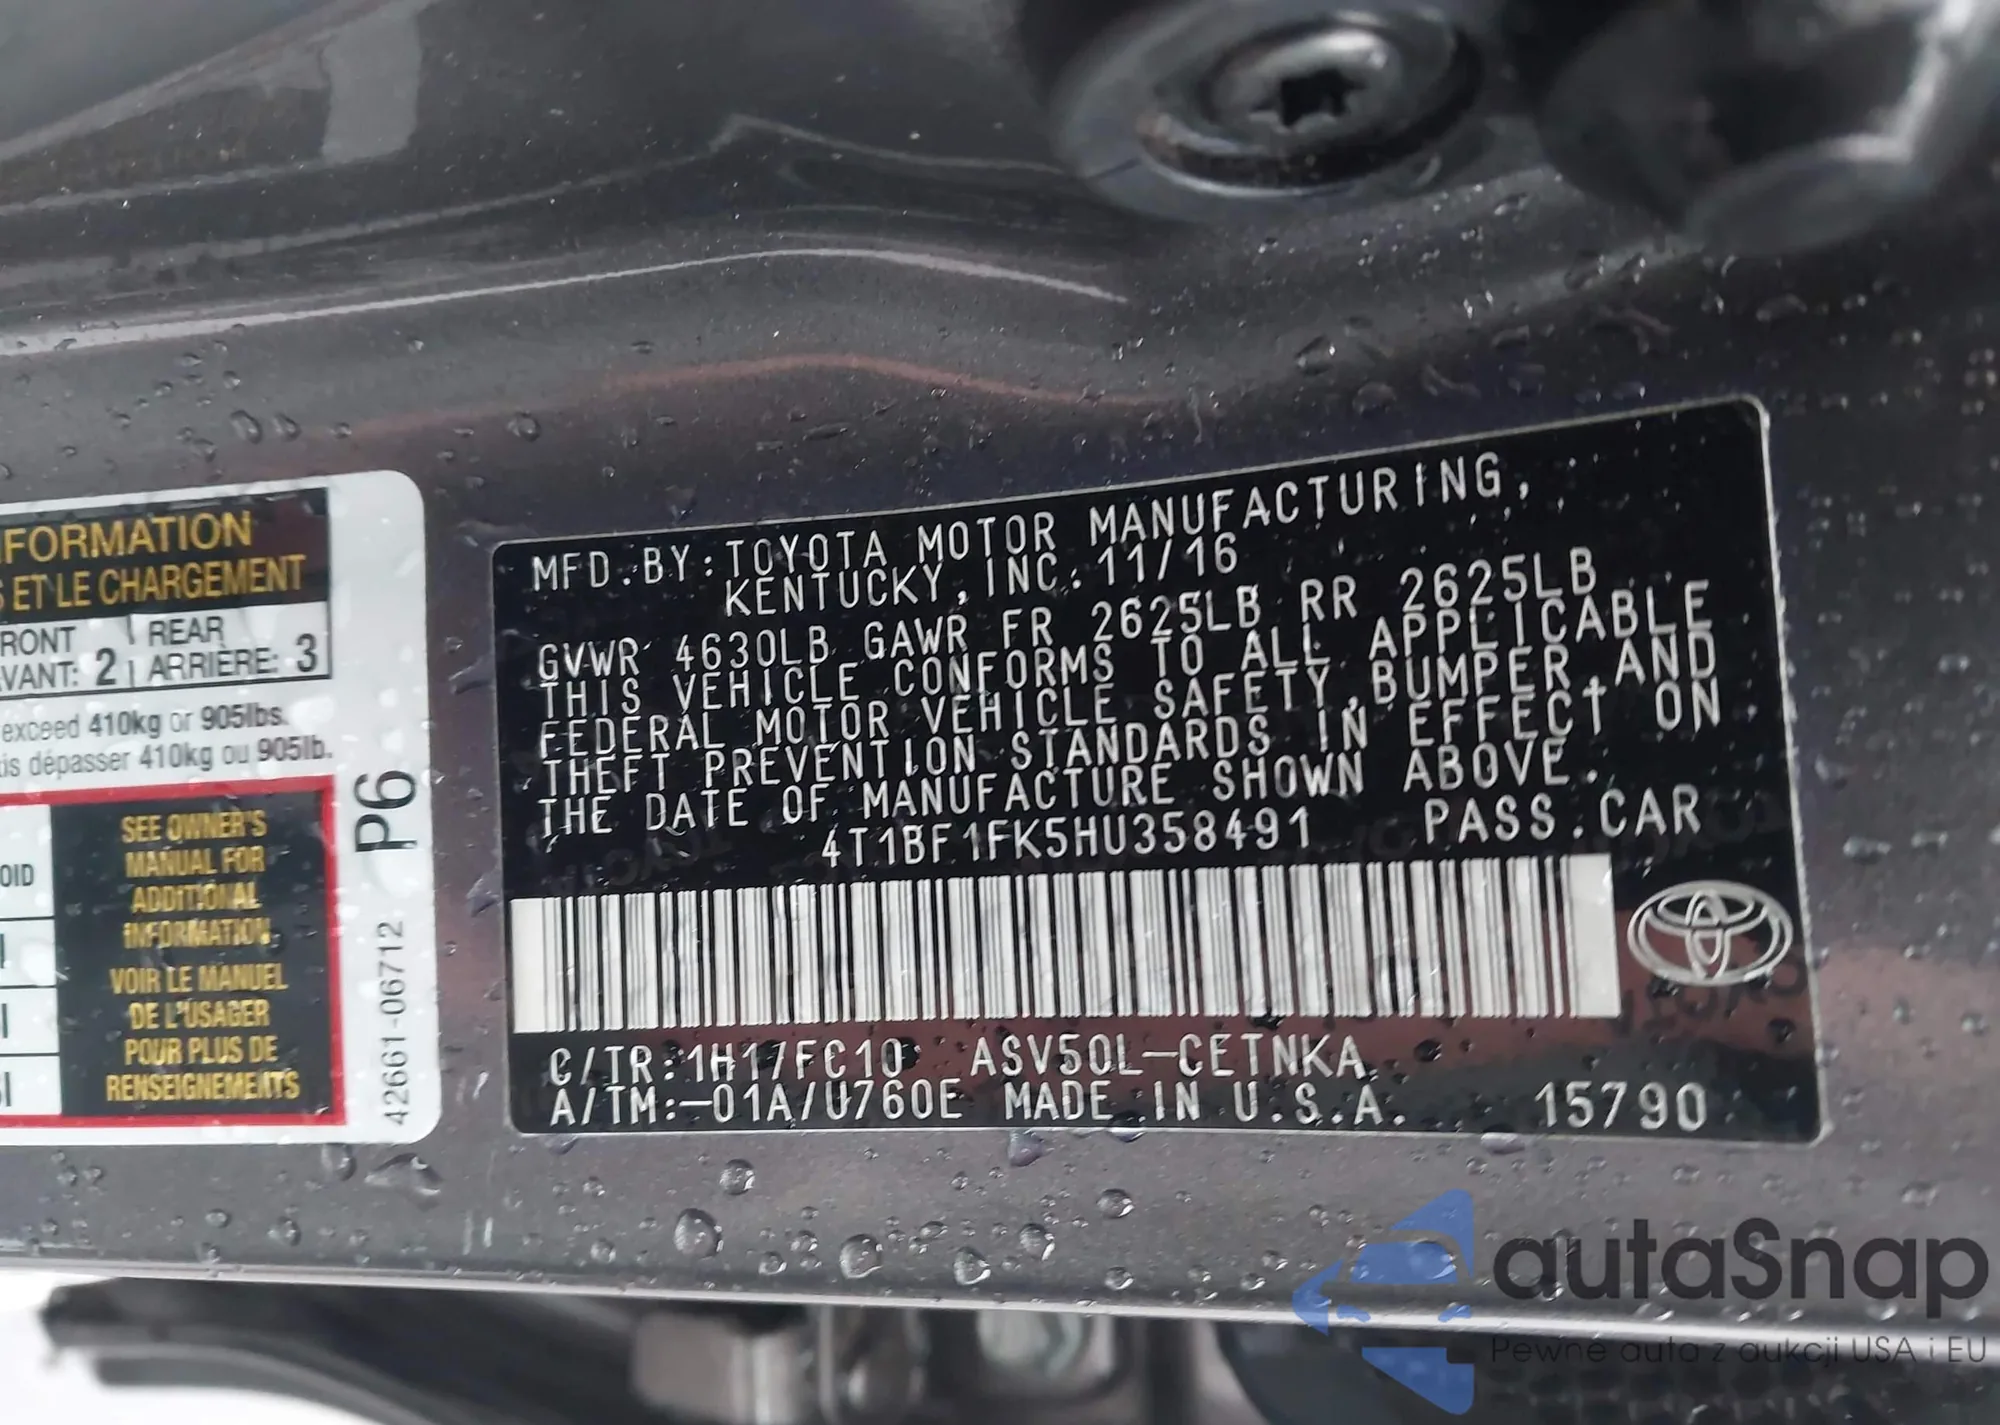 NFORMATION
S ET LE CHARGEMENT
RONT
REAR
VANT: 2
ARRIÈRE: 3
exceed 410kg or 905lbs.
is dépasser 410kg ou 905lb.
SEE OWNER'S
MANUAL FOR
ADDITIONAL
INFORMATION
VOIR LE MANUEL
DE L'USAGER
POUR PLUS DE
RENSEIGNEMENTS
P6
42661-06712
MFD.BY:TOYOTA MOTOR MANUFACTURING,
KENTUCKY,INC. 11/16
GVWR 4630LB GAWR FR 2625LB RR 2625LB
THIS VEHICLE CONFORMS TO ALL APPLICABLE
FEDERAL MOTOR VEHICLE SAFETY,BUMPER,AND
THEFT PREVENTION STANDARDS IN EFFECT ON
THE DATE OF MANUFACTURE SHOWN ABOVE.
4T1BF1FK5HU358491 PASS.CAR
C/TR:1H17/FC10 ASV50L-CETNKA
A/TM:-01A/U760E MADE IN U.S.A. 15790
autaSnap
Pewne auta z aukcji USA i EU